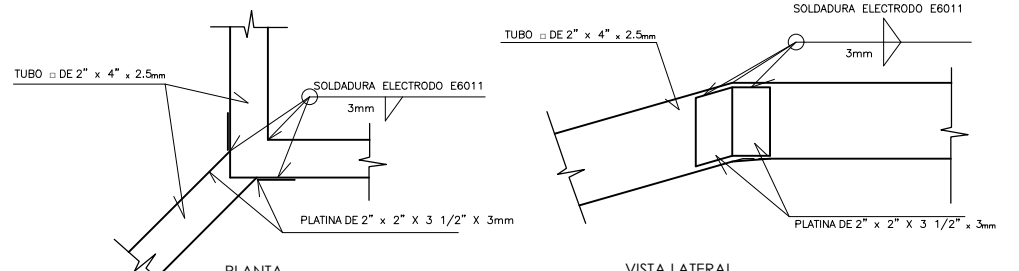 SOLDADURA ELECTRODO E6011
3mm
TUBO □ DE 2” x 4” x 2.5mm
TUBO □ DE 2” x 4” x 2.5mm
SOLDADURA ELECTRODO E6011
3mm
PLATINA DE 2” x 2” X 3 1/2” X 3mm
PLATINA DE 2” x 2” X 3 1/2” x 3mm
PLANTA
VISTA LATERAL